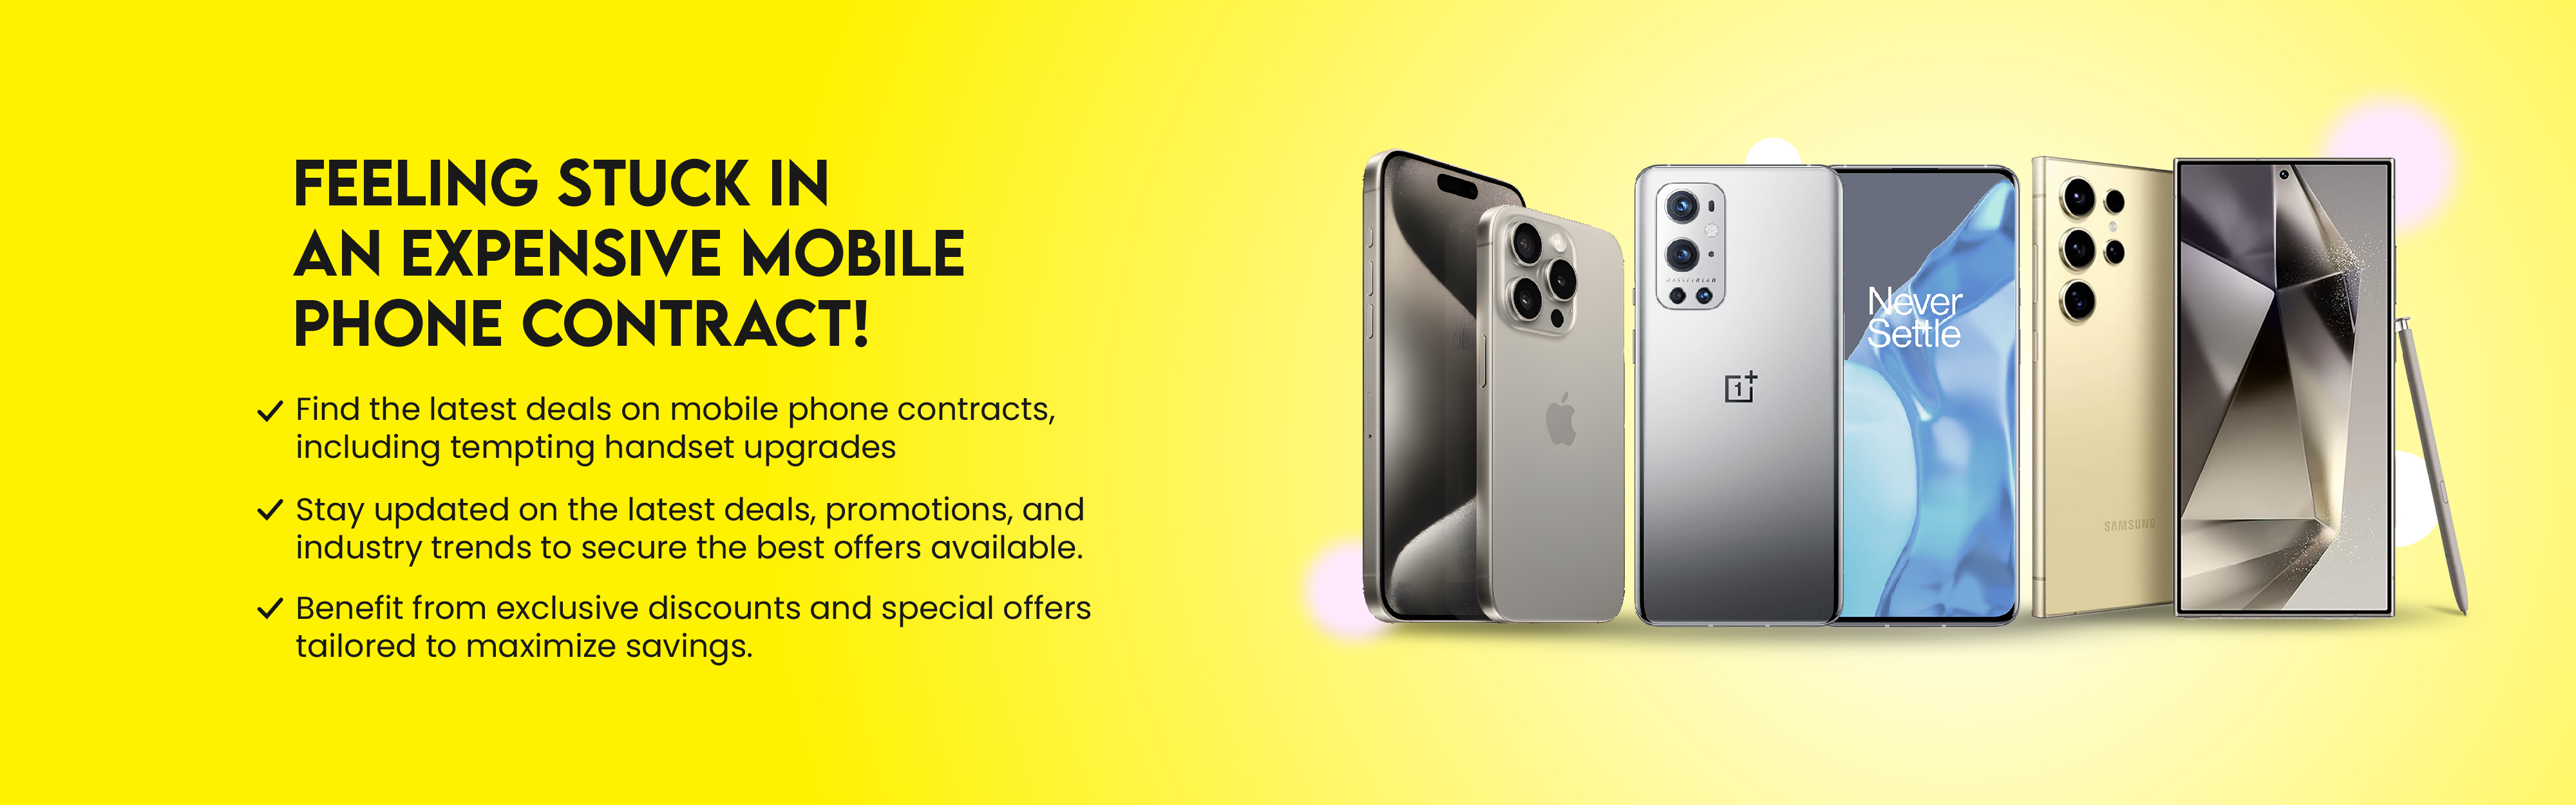 FEELING STUCK IN
AN EXPENSIVE MOBILE
PHONE CONTRACT!
Find the latest deals on mobile phone contracts,
including tempting handset upgrades
Stay updated on the latest deals, promotions, and
industry trends to secure the best offers available.
Benefit from exclusive discounts and special offers
tailored to maximize savings.
HASSELBLAD
1+
Never
Settle
SAMSUNG